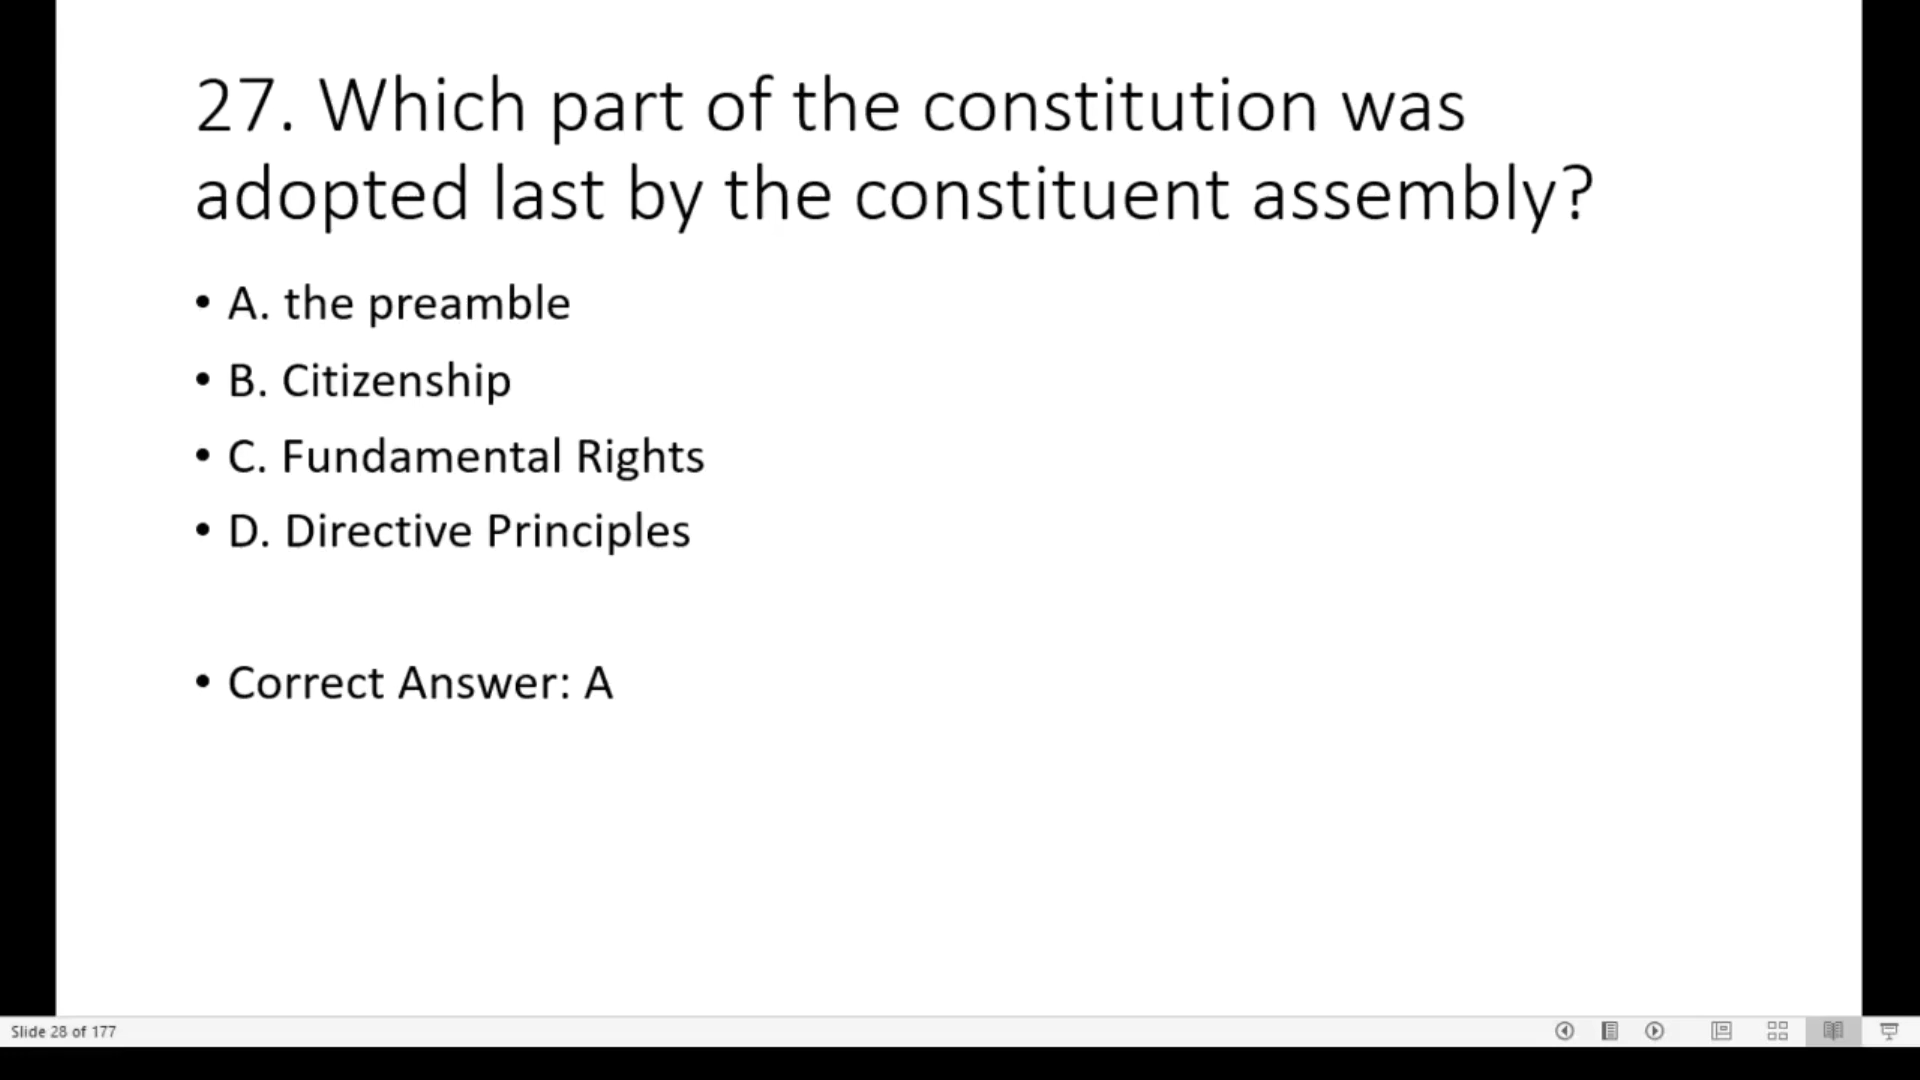 27. Which part of the constitution was
adopted last by the constituent assembly?
• A. the preamble
• B. Citizenship
• C. Fundamental Rights
• D. Directive Principles
• Correct Answer: A
Slide 28 of 177